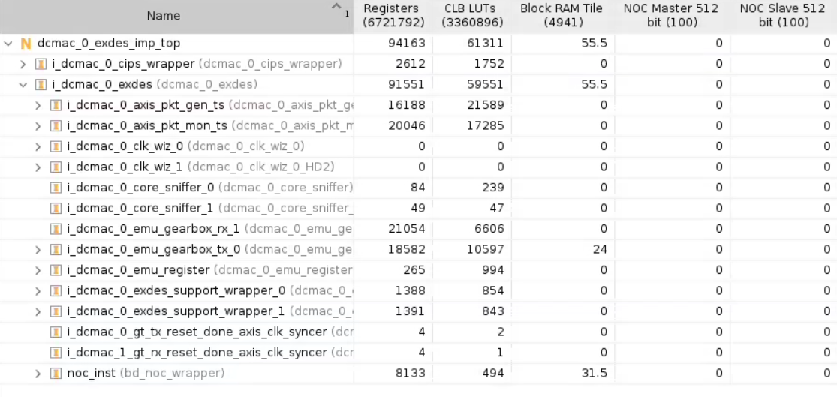 Name 1 Registers (6721792) CLB LUTs (3360896) Block RAM Tile (4941) NOC Master 512 bit (100) NOC Slave 512 bit (100)
N dcmac_0_exdes_imp_top 94163 61311 55.5 0 0
i_dcmac_0_cips_wrapper (dcmac_0_cips_wrapper) 2612 1752 0 0 0
i_dcmac_0_exdes (dcmac_0_exdes) 91551 59551 55.5 0 0
i_dcmac_0_axis_pkt_gen_ts (dcmac_0_axis_pkt_ge 16188 21589 0 0 0
i_dcmac_0_axis_pkt_mon_ts (dcmac_0_axis_pkt_m 20046 17285 0 0 0
i_dcmac_0_clk_wiz_0 (dcmac_0_clk_wiz_0) 0 0 0 0 0
i_dcmac_0_clk_wiz_1 (dcmac_0_clk_wiz_0_HD2) 0 0 0 0 0
i_dcmac_0_core_sniffer_0 (dcmac_0_core_sniffer) 84 239 0 0 0
i_dcmac_0_core_sniffer_1 (dcmac_0_core_sniffer_ 49 47 0 0 0
i_dcmac_0_emu_gearbox_rx_1 (dcmac_0_emu_ge 21054 6606 0 0 0
i_dcmac_0_emu_gearbox_tx_0 (dcmac_0_emu_ge 18582 10597 24 0 0
i_dcmac_0_emu_register (dcmac_0_emu_register 265 994 0 0 0
i_dcmac_0_exdes_support_wrapper_0 (dcmac_0_ 1388 854 0 0 0
i_dcmac_0_exdes_support_wrapper_1 (dcmac_0_ 1391 843 0 0 0
i_dcmac_0_gt_tx_reset_done_axis_clk_syncer (dcr 4 2 0 0 0
i_dcmac_1_gt_rx_reset_done_axis_clk_syncer (dcr 4 1 0 0 0
noc_inst (bd_noc_wrapper) 8133 494 31.5 0 0